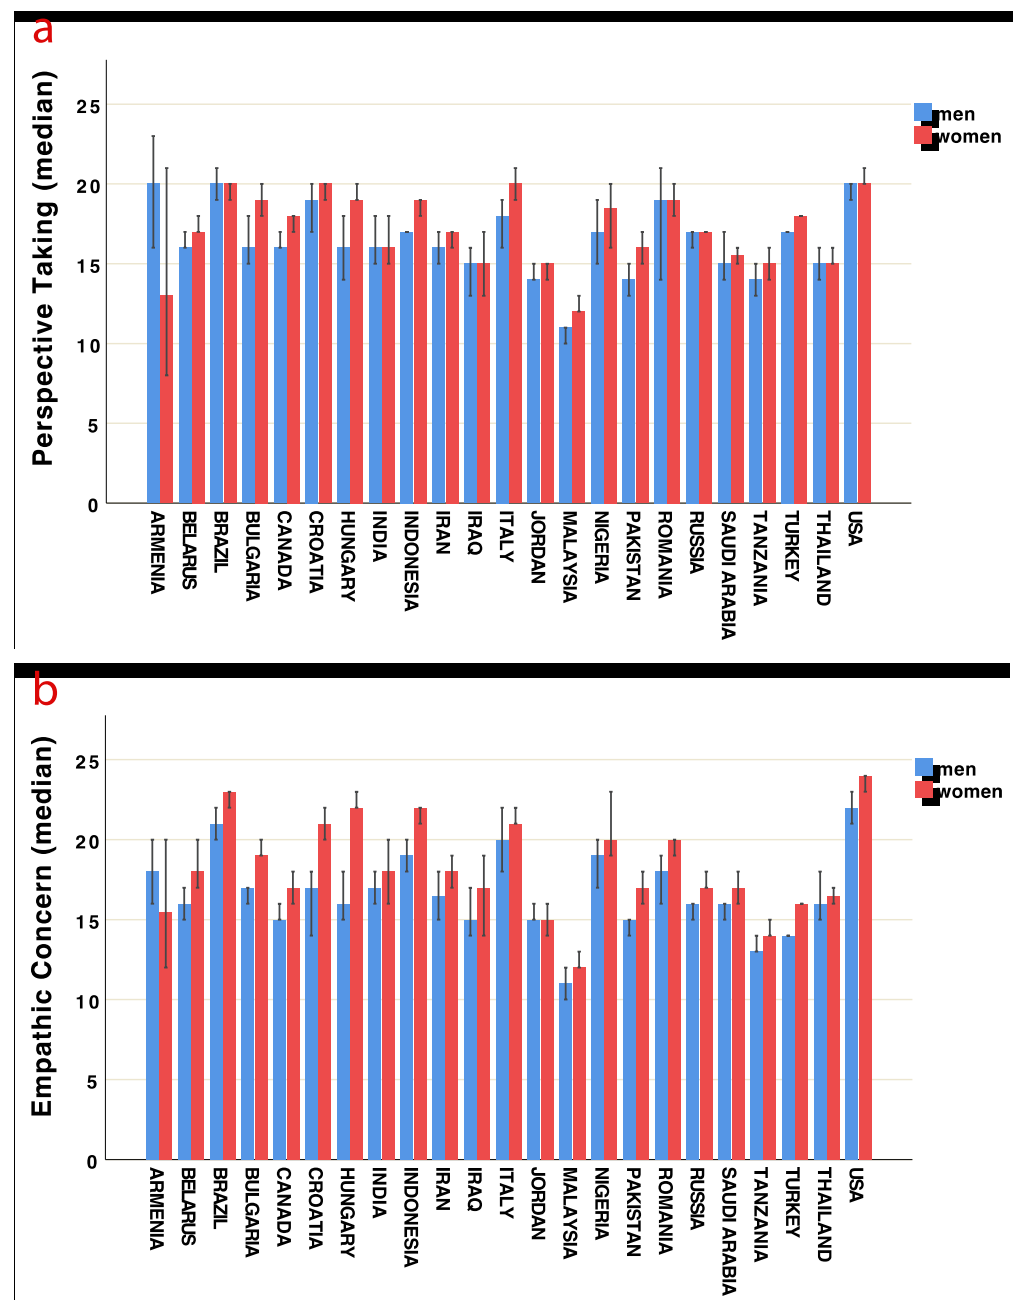 a
Perspective Taking (median)
25
20
15
10
5
0
men
women
ARMENIA
BELARUS
BRAZIL
BULGARIA
CANADA
CROATIA
HUNGARY
INDIA
INDONESIA
IRAN
IRAQ
ITALY
JORDAN
MALAYSIA
NIGERIA
PAKISTAN
ROMANIA
RUSSIA
SAUDI ARABIA
TANZANIA
TURKEY
THAILAND
USA
b
Empathic Concern (median)
25
20
15
10
5
0
men
women
ARMENIA
BELARUS
BRAZIL
BULGARIA
CANADA
CROATIA
HUNGARY
INDIA
INDONESIA
IRAN
IRAQ
ITALY
JORDAN
MALAYSIA
NIGERIA
PAKISTAN
ROMANIA
RUSSIA
SAUDI ARABIA
TANZANIA
TURKEY
THAILAND
USA